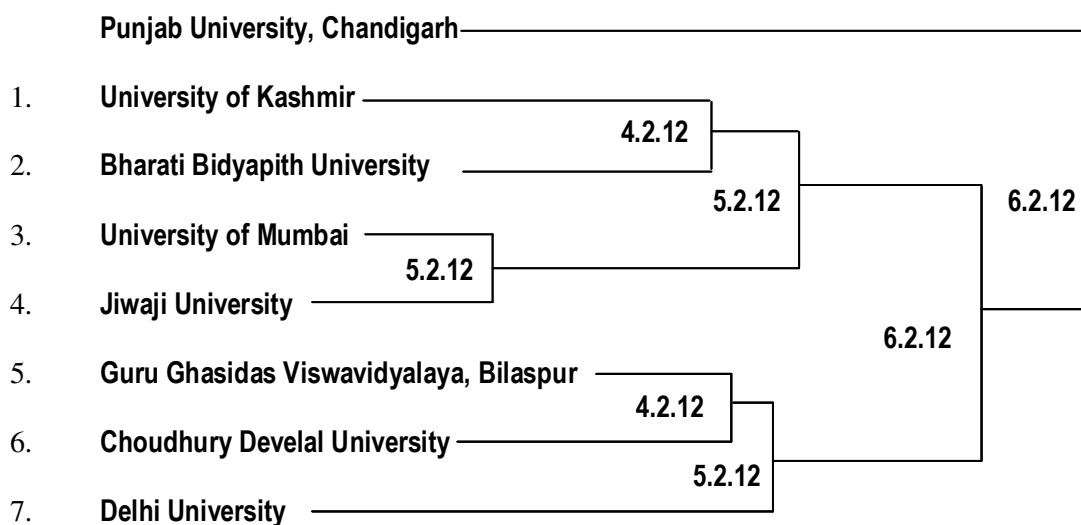 Punjab University, Chandigarh
1. University of Kashmir
4.2.12
2. Bharati Bidyapith University
5.2.12
6.2.12
3. University of Mumbai
5.2.12
4. Jiwaji University
6.2.12
5. Guru Ghasidas Viswavidyalaya, Bilaspur
4.2.12
6. Choudhury Develal University
5.2.12
7. Delhi University